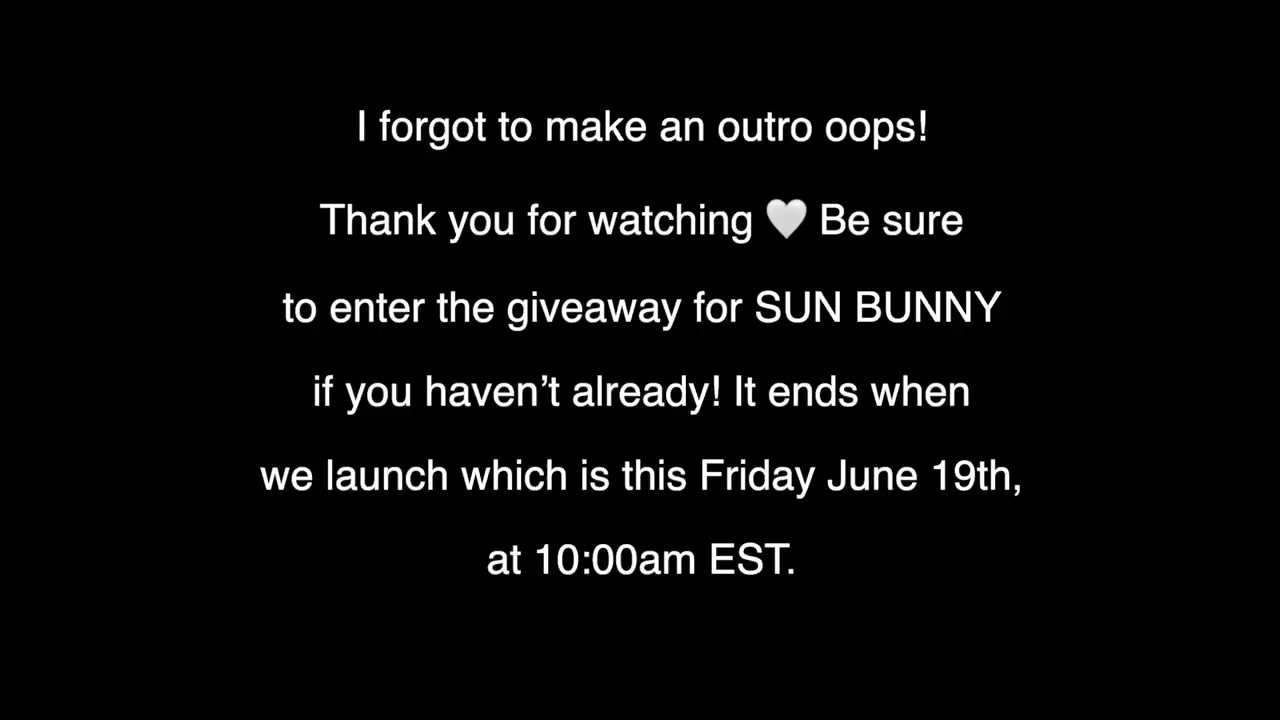 I forgot to make an outro oops!
Thank you for watching 🤍 Be sure
to enter the giveaway for SUN BUNNY
if you haven’t already! It ends when
we launch which is this Friday June 19th,
at 10:00am EST.